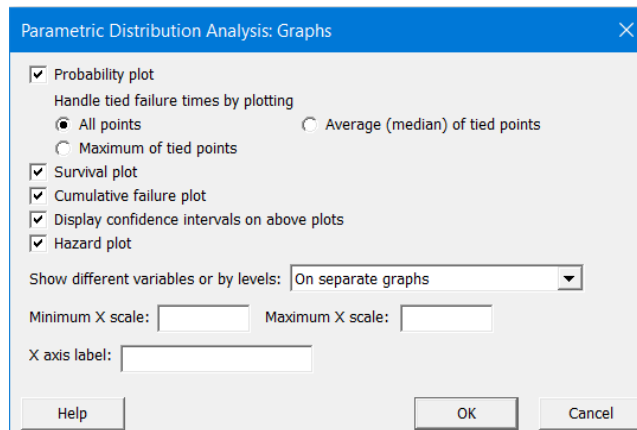 Parametric Distribution Analysis: Graphs
Probability plot
Handle tied failure times by plotting
All points Average (median) of tied points
Maximum of tied points
Survival plot
Cumulative failure plot
Display confidence intervals on above plots
Hazard plot
Show different variables or by levels: On separate graphs
Minimum X scale: Maximum X scale:
X axis label:
Help OK Cancel